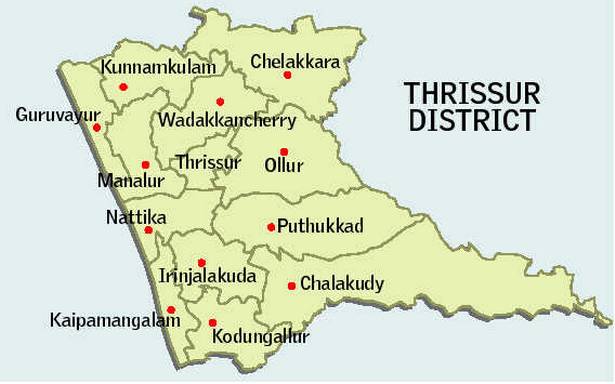 Chelakkara
Kunnamkulam
THRISSUR
DISTRICT
Guruvayur
Wadakkancherry
Thrissur
Ollur
Manalur
Nattika
Puthukkad
Irinjalakuda
Chalakudy
Kaipamangalam
Kodungallur